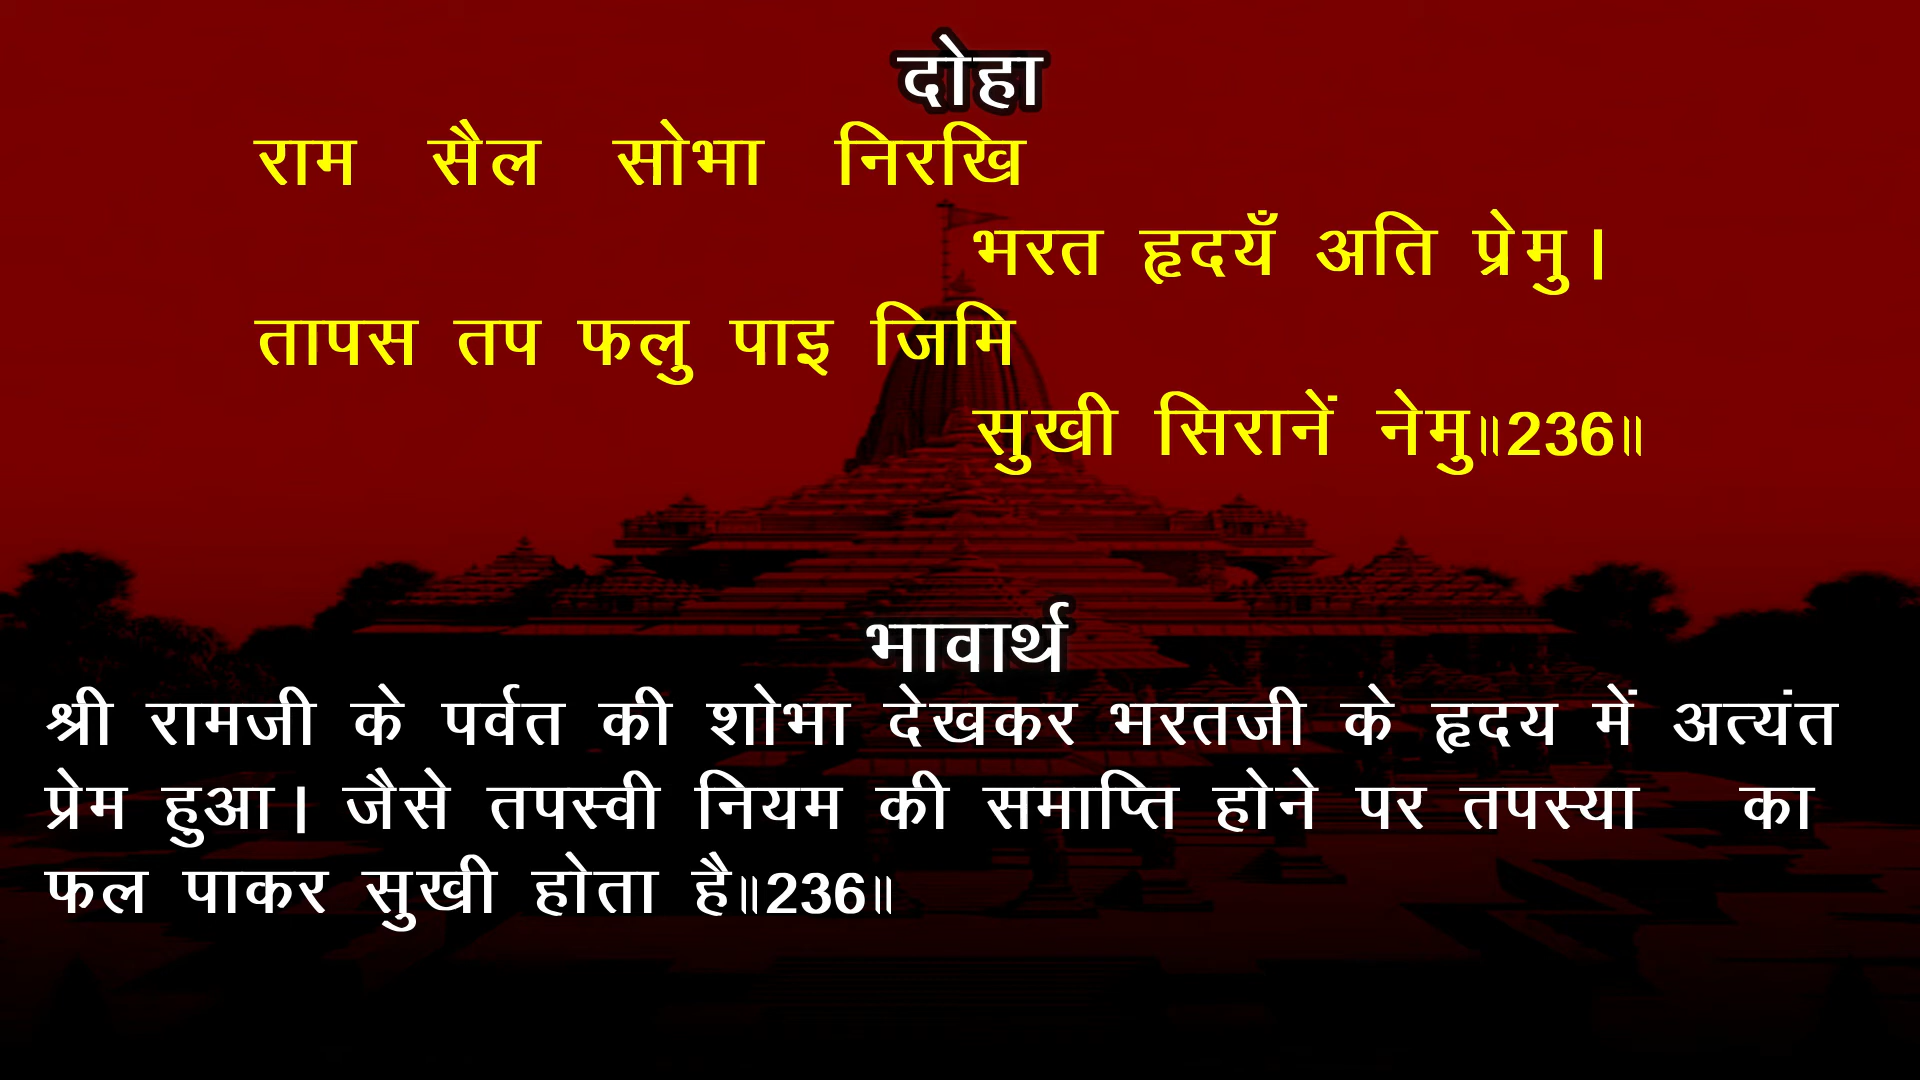 दोहा
राम सैल सोभा निरखि
भरत हृदयँ अति प्रेमु।
तापस तप फलु पाइ जिमि
सुखी सिरानें नेमु॥236॥
भावार्थ
श्री रामजी के पर्वत की शोभा देखकर भरतजी के हृदय में अत्यंत
प्रेम हुआ। जैसे तपस्वी नियम की समाप्ति होने पर तपस्या का
फल पाकर सुखी होता है॥236॥